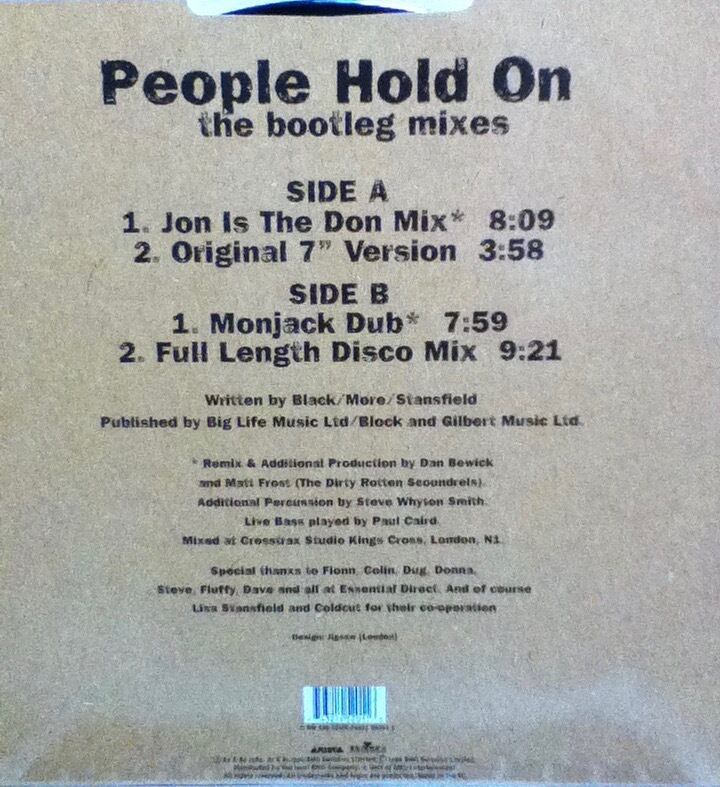 People Hold On
the bootleg mixes
SIDE A
1. Jon Is The Don Mix* 8:09
2. Original 7" Version 3:58
SIDE B
1. Monjack Dub* 7:59
2. Full Length Disco Mix 9:21
Written by Black/More/Stansfield
Published by Big Life Music Ltd/Block and Gilbert Music Ltd.
* Remix & Additional Production by Dan Bewick
and Matt Frost (The Dirty Rotten Scoundrels).
Additional Percussion by Steve Whyton Smith.
Live Bass played by Paul Caird.
Mixed at Crosstrax Studio Kings Cross, London, N1.
Special thanxs to Fionn, Colin, Dug, Donna,
Steve, Fluffy, Dave and all at Essential Direct. And of course
Lisa Stansfield and Coldcut for their co-operation
Design: Jigsaw (London)
ARISTA